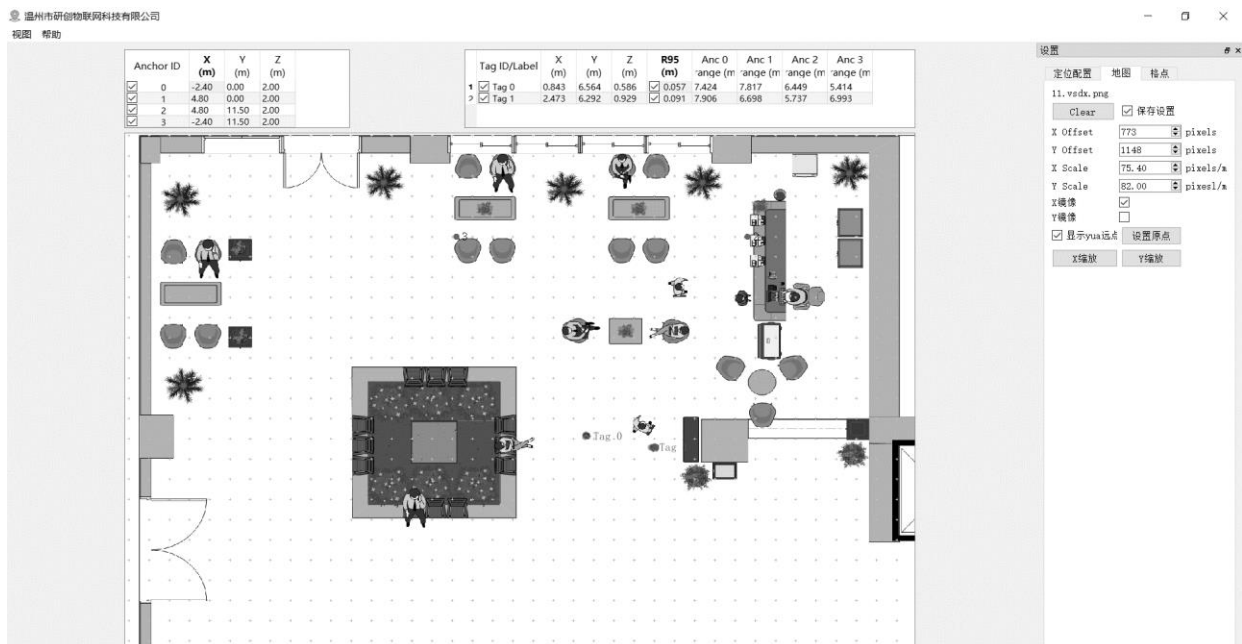 温州市研创物联网科技有限公司
视图 帮助
Anchor ID X (m) Y (m) Z (m)
0 -2.40 0.00 2.00
1 4.80 0.00 2.00
2 4.80 11.50 2.00
3 -2.40 11.50 2.00
Tag ID/Label X (m) Y (m) Z (m) R95 (m) Anc 0 range (m Anc 1 range (m Anc 2 range (m Anc 3 range (m
1 Tag 0 0.843 6.564 0.586 0.057 7.424 7.817 6.449 5.414
2 Tag 1 2.473 6.292 0.929 0.091 7.906 6.698 5.737 6.993
3
Tag.0
Tag
设置
定位配置 地图 格点
11.vsdx.png
Clear 保存设置
X Offset 773 pixels
Y Offset 1148 pixels
X Scale 75.40 pixels/m
Y Scale 82.00 pixesl/m
X镜像
Y镜像
显示yua远点 设置原点
X缩放 Y缩放